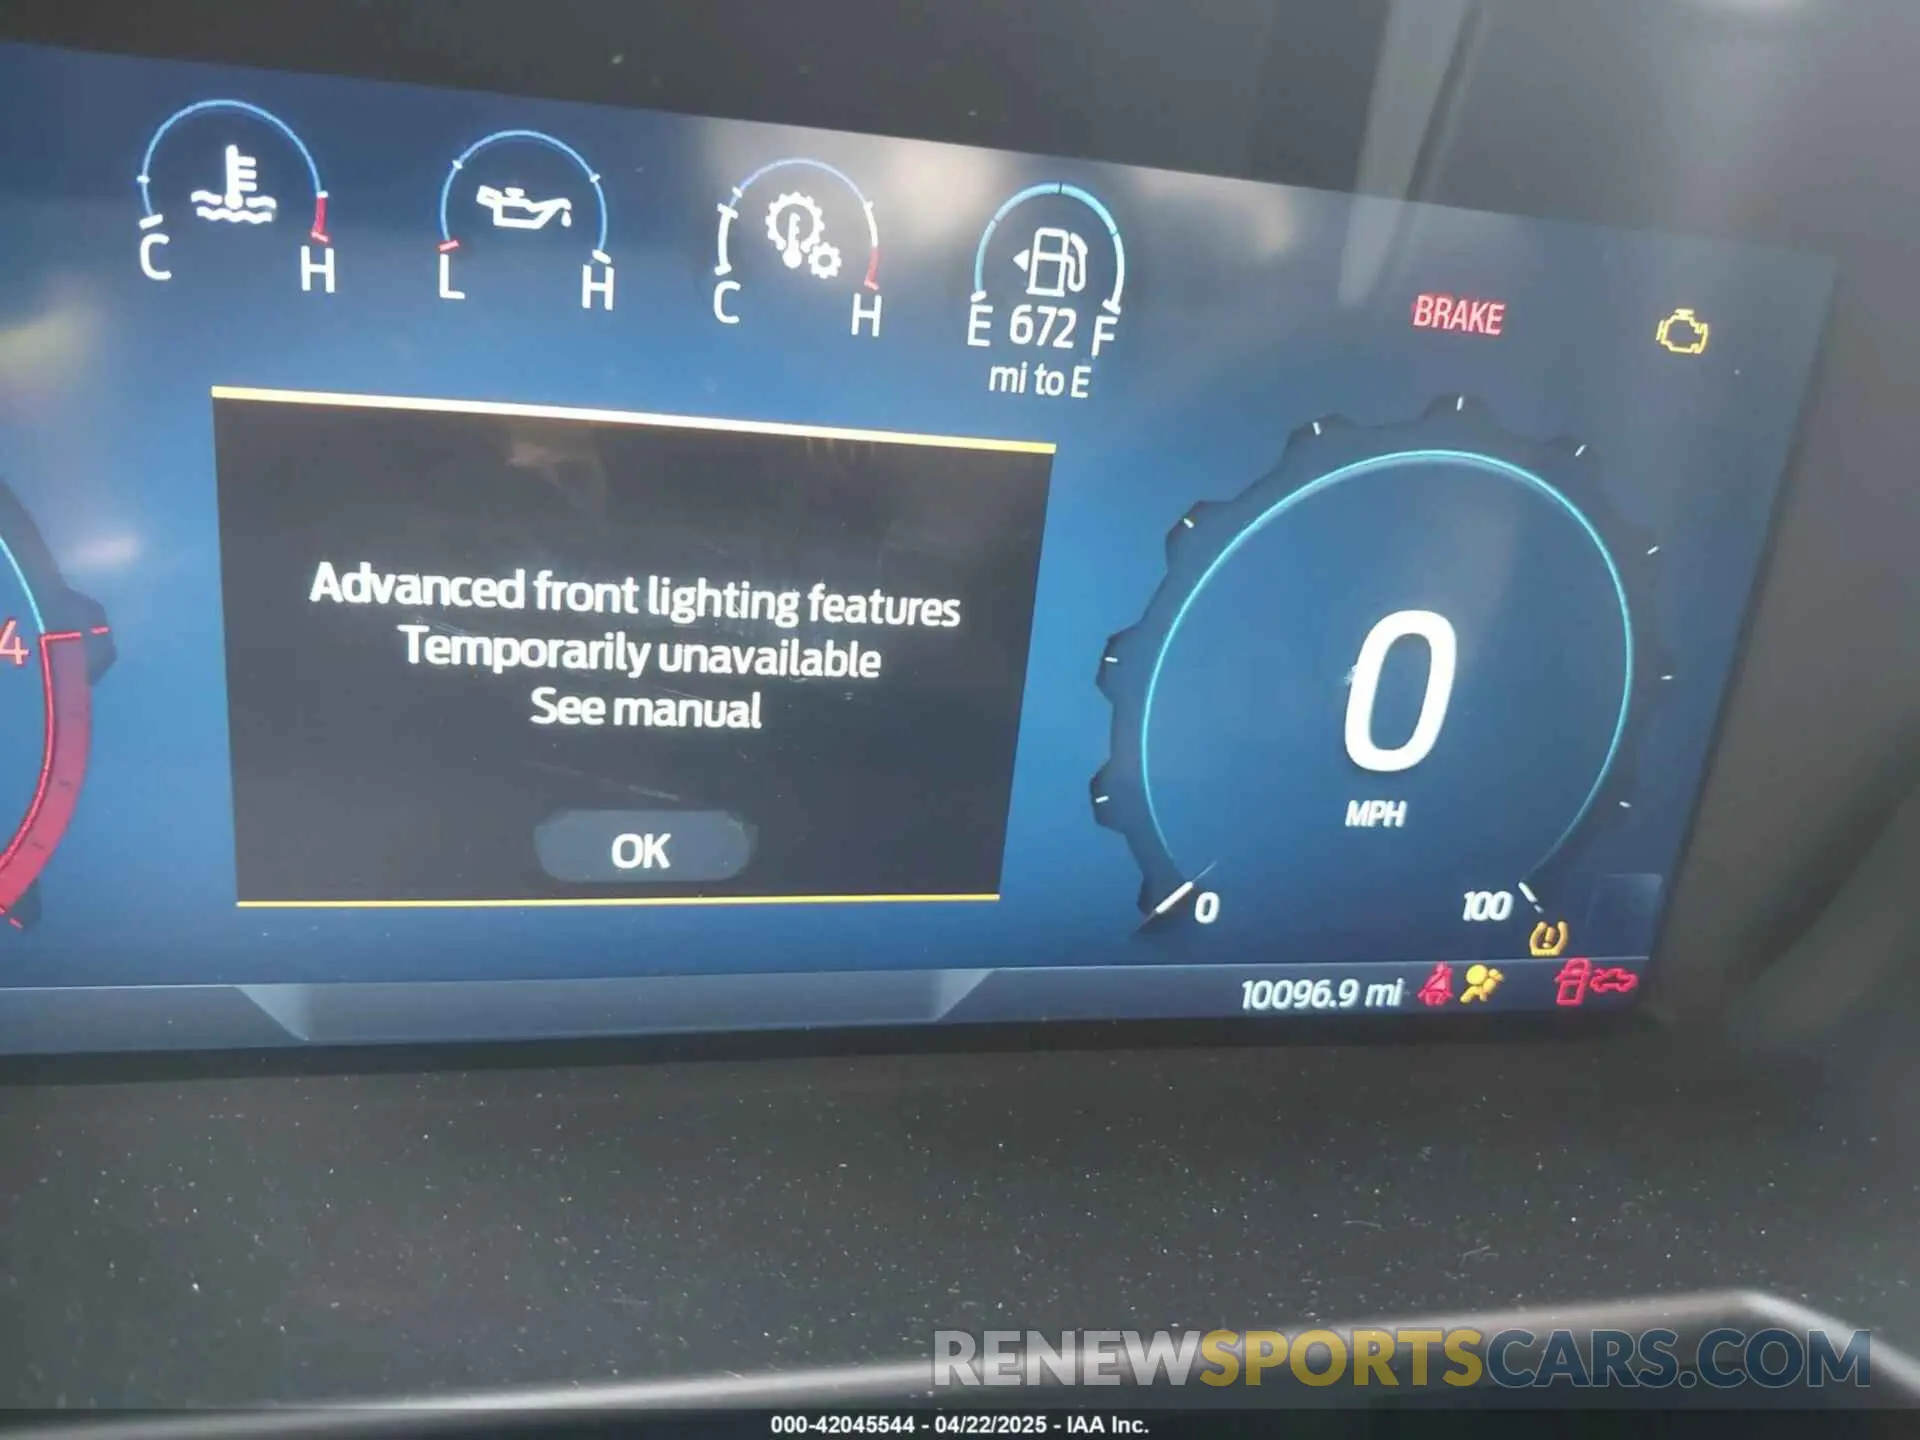 C H
L H
C H
E 672 F
mi to E
BRAKE
4
Advanced front lighting features
Temporarily unavailable
See manual
OK
0
MPH
0
100
10096.9 mi
RENEWSPORTSCARS.COM
000-42045544 - 04/22/2025 - IAA Inc.